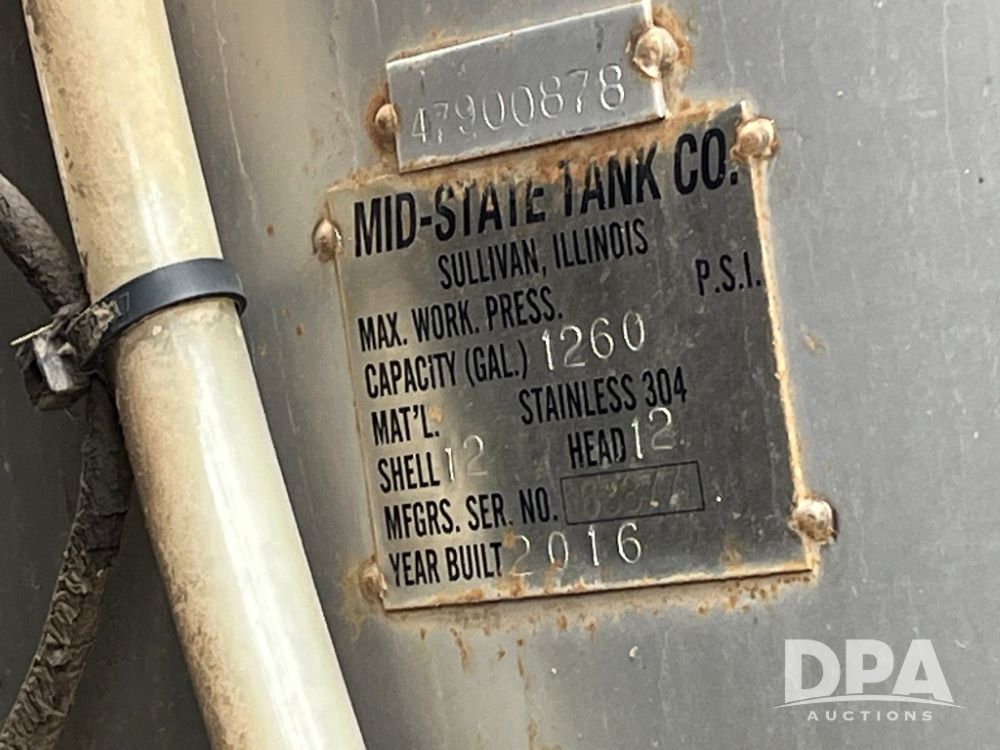 47900878
MID-STATE TANK CO.
SULLIVAN, ILLINOIS
MAX. WORK. PRESS. P.S.I.
CAPACITY (GAL.) 1260
MAT'L. STAINLESS 304
SHELL 12 HEAD 12
MFGRS. SER. NO.
YEAR BUILT 2016
DPA
AUCTIONS